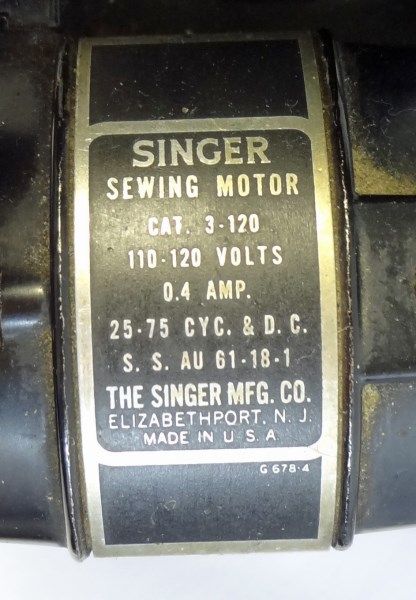 SINGER
SEWING MOTOR
CAT. 3-120
110-120 VOLTS
0.4 AMP.
25-75 CYC. & D.C.
S. S. AU 61-18-1
THE SINGER MFG. CO.
ELIZABETHPORT, N. J.
MADE IN U S A
G 678-4